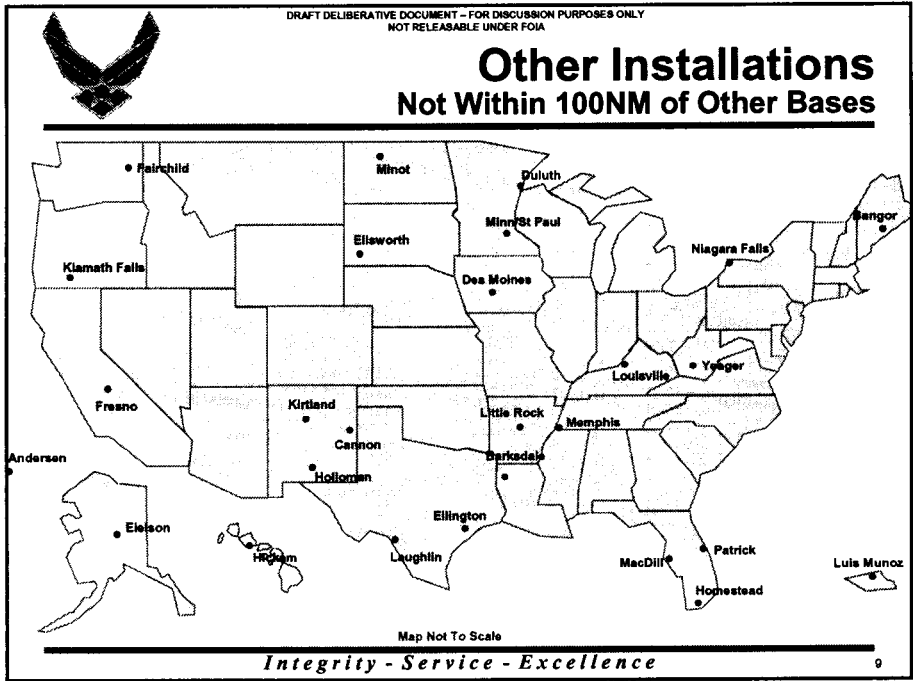 DRAFT DELIBERATIVE DOCUMENT – FOR DISCUSSION PURPOSES ONLY
NOT RELEASABLE UNDER FOIA
Other Installations
Not Within 100NM of Other Bases
Fairchild
Minot
Duluth
Bangor
Minn/St Paul
Ellsworth
Niagara Falls
Klamath Falls
Des Moines
Louisville
Yeager
Fresno
Kirtland
Little Rock
Memphis
Cannon
Barksdale
Andersen
Holloman
Ellington
Eielson
Hickam
Laughlin
Patrick
MacDill
Luis Munoz
Homestead
Map Not To Scale
Integrity - Service - Excellence
9